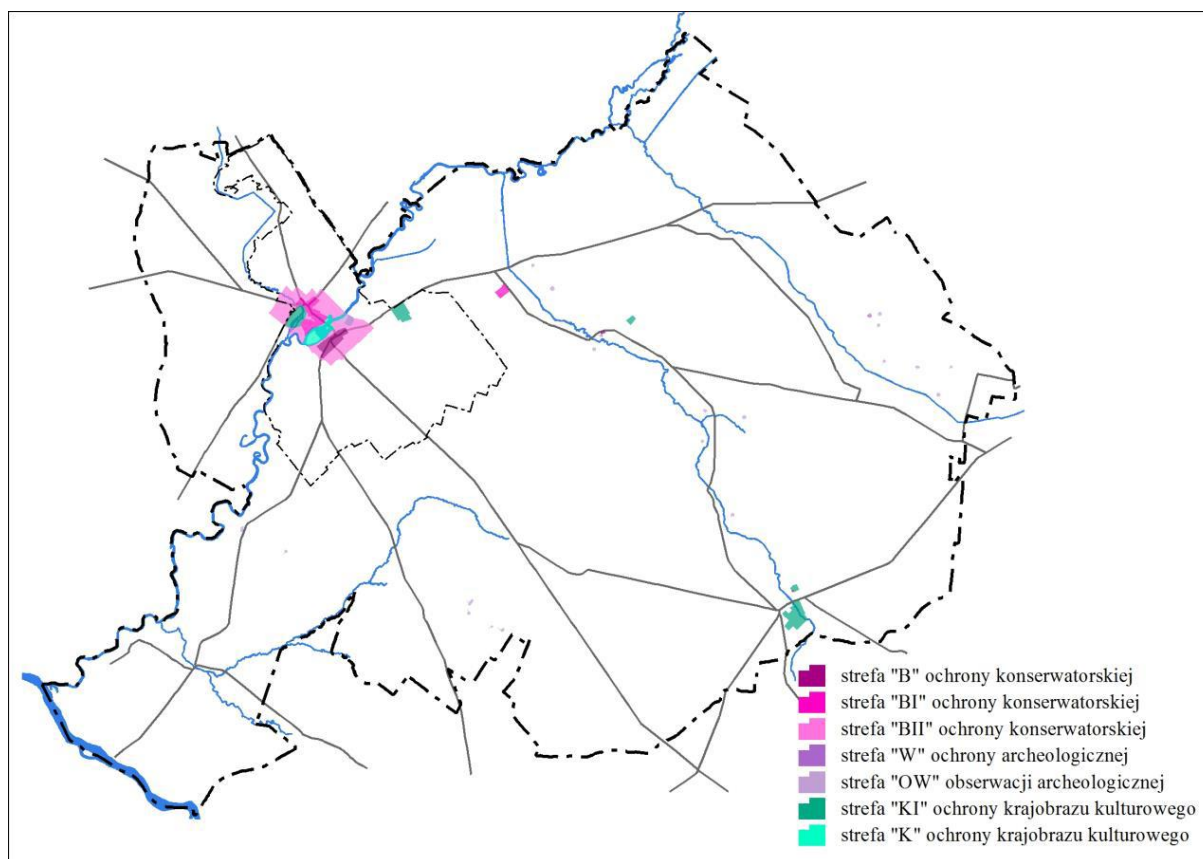 strefa "B" ochrony konserwatorskiej
strefa "BI" ochrony konserwatorskiej
strefa "BII" ochrony konserwatorskiej
strefa "W" ochrony archeologicznej
strefa "OW" obserwacji archeologicznej
strefa "KI" ochrony krajobrazu kulturowego
strefa "K" ochrony krajobrazu kulturowego